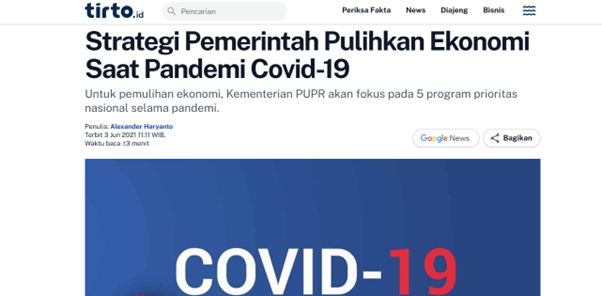 tirto.id
Pencarian
Periksa Fakta
News
Diajeng
Bisnis
Strategi Pemerintah Pulihkan Ekonomi
Saat Pandemi Covid-19
Untuk pemulihan ekonomi, Kementerian PUPR akan fokus pada 5 program prioritas
nasional selama pandemi.
Penulis: Alexander Haryanto
Terbit 3 Jun 2021 11:11 WIB,
Waktu baca ±3 menit
Google News
Bagikan
COVID-19